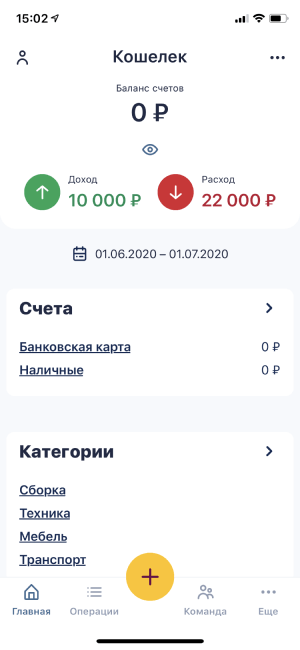 15:02
Кошелек
Баланс счетов
0 ₽
Доход
10 000 ₽
Расход
22 000 ₽
01.06.2020 – 01.07.2020
Счета
Банковская карта 0 ₽
Наличные 0 ₽
Категории
Сборка
Техника
Мебель
Транспорт
Главная Операции Команда Еще